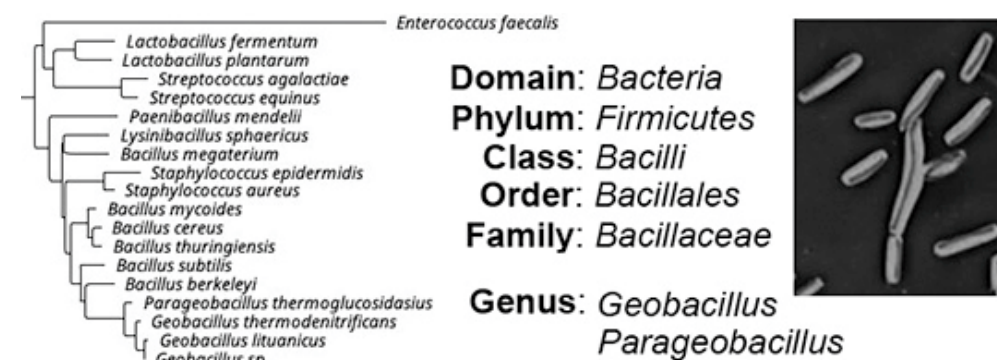 Enterococcus faecalis
Lactobacillus fermentum
Lactobacillus plantarum
Streptococcus agalactiae
Streptococcus equinus
Paenibacillus mendelii
Lysinibacillus sphaericus
Bacillus megaterium
Staphylococcus epidermidis
Staphylococcus aureus
Bacillus mycoides
Bacillus cereus
Bacillus thuringiensis
Bacillus subtilis
Bacillus berkeleyi
Parageobacillus thermoglucosidasius
Geobacillus thermodenitrificans
Geobacillus lituanicus
Geobacillus sp
Domain: Bacteria
Phylum: Firmicutes
Class: Bacilli
Order: Bacillales
Family: Bacillaceae
Genus: Geobacillus
Parageobacillus